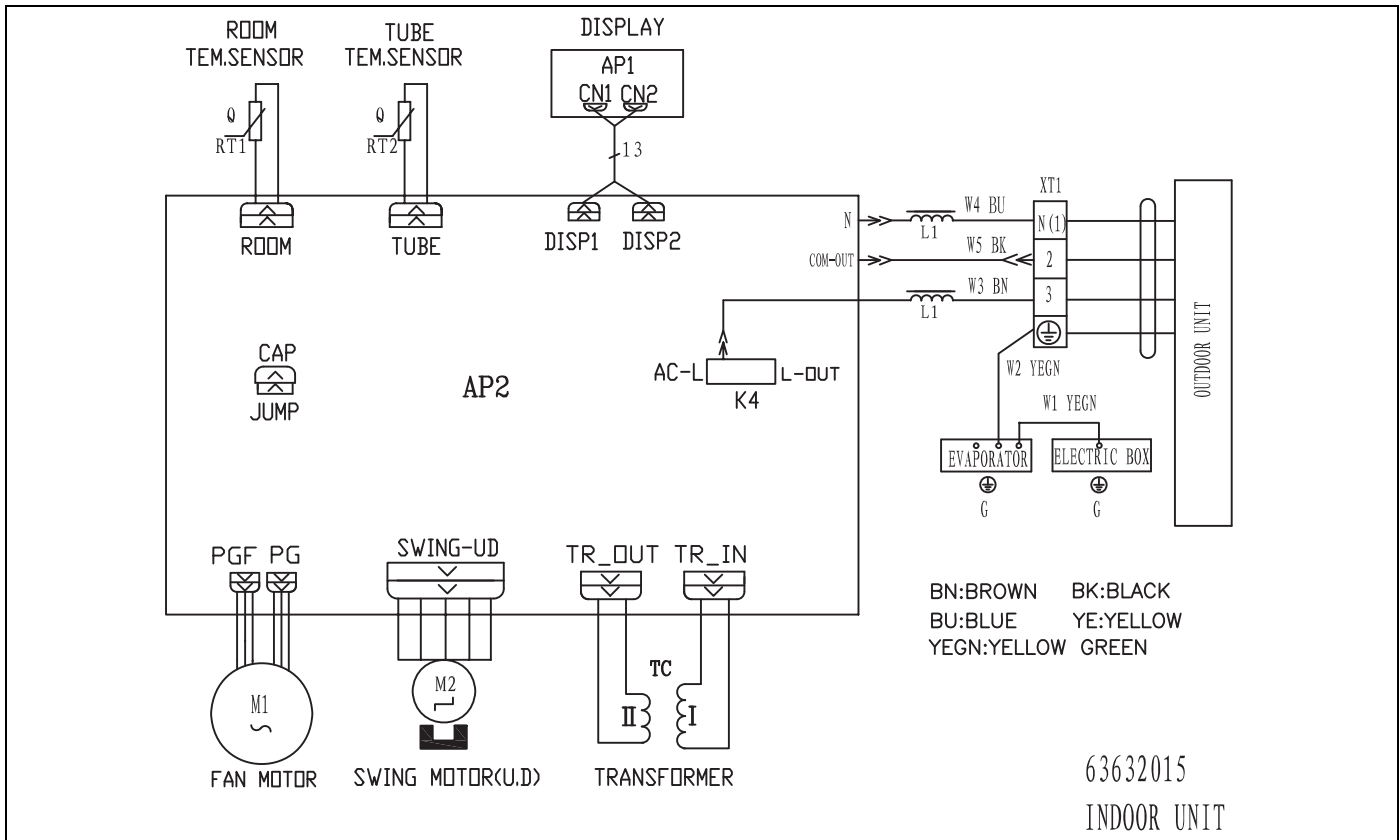 ROOM
TEM.SENSOR
TUBE
TEM.SENSOR
DISPLAY
AP1
CN1 CN2
θ
RT1
θ
RT2
13
ROOM
TUBE
DISP1
DISP2
N
COM-OUT
W4 BU
L1
W5 BK
W3 BN
L1
XT1
N(1)
2
3
OUTDOOR UNIT
CAP
JUMP
AP2
AC-L
L-OUT
K4
W2 YEGN
W1 YEGN
EVAPORATOR
ELECTRIC BOX
G
G
PGF PG
SWING-UD
TR_OUT
TR_IN
M1
M2
TC
II
I
FAN MOTOR
SWING MOTOR(U.D)
TRANSFORMER
BN:BROWN BK:BLACK
BU:BLUE YE:YELLOW
YEGN:YELLOW GREEN
63632015
INDOOR UNIT